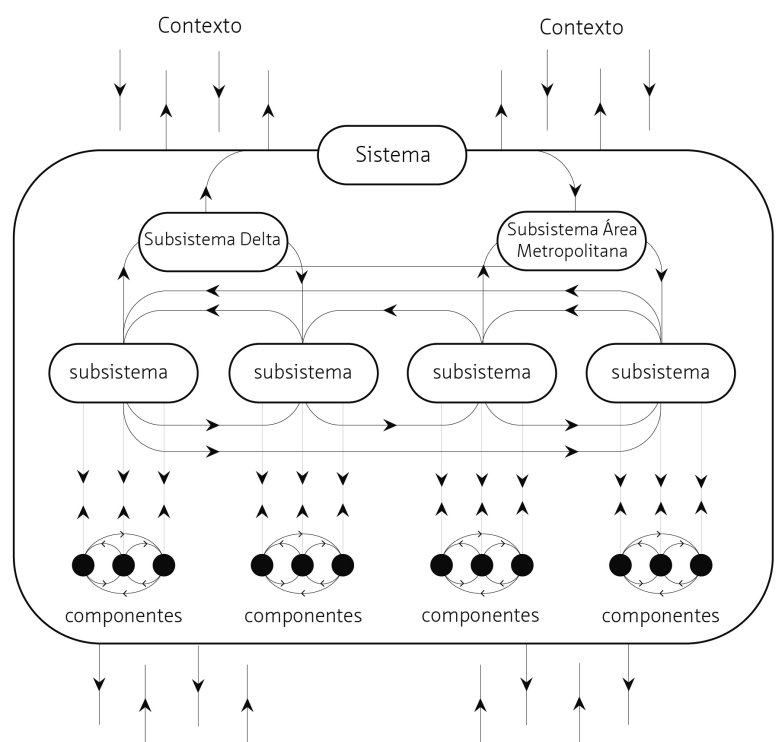 Contexto
Contexto
Sistema
Subsistema Delta
Subsistema Área
Metropolitana
subsistema
subsistema
subsistema
subsistema
componentes
componentes
componentes
componentes